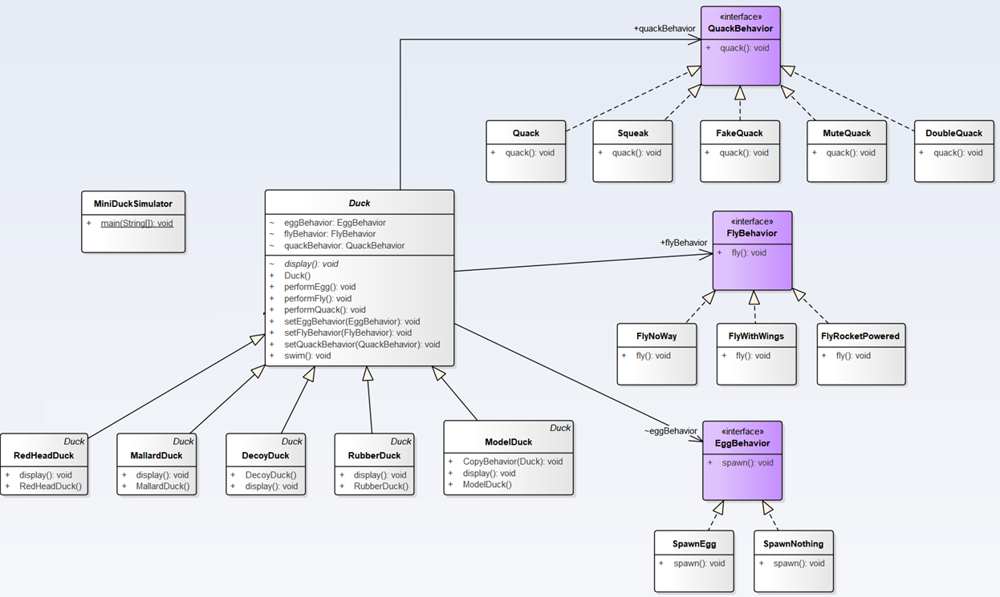 «interface»
QuackBehavior
+ quack(): void
+quackBehavior
Quack
+ quack(): void
Squeak
+ quack(): void
FakeQuack
+ quack(): void
MuteQuack
+ quack(): void
DoubleQuack
+ quack(): void
MiniDuckSimulator
+ main(String[]): void
Duck
~ eggBehavior: EggBehavior
~ flyBehavior: FlyBehavior
~ quackBehavior: QuackBehavior
~ display(): void
+ Duck()
+ performEgg(): void
+ performFly(): void
+ performQuack(): void
+ setEggBehavior(EggBehavior): void
+ setFlyBehavior(FlyBehavior): void
+ setQuackBehavior(QuackBehavior): void
+ swim(): void
+flyBehavior
«interface»
FlyBehavior
+ fly(): void
FlyNoWay
+ fly(): void
FlyWithWings
+ fly(): void
FlyRocketPowered
+ fly(): void
Duck
RedHeadDuck
+ display(): void
+ RedHeadDuck()
Duck
MallardDuck
+ display(): void
+ MallardDuck()
Duck
DecoyDuck
+ DecoyDuck()
+ display(): void
Duck
RubberDuck
+ display(): void
+ RubberDuck()
Duck
ModelDuck
+ CopyBehavior(Duck): void
+ display(): void
+ ModelDuck()
~eggBehavior
«interface»
EggBehavior
+ spawn(): void
SpawnEgg
+ spawn(): void
SpawnNothing
+ spawn(): void